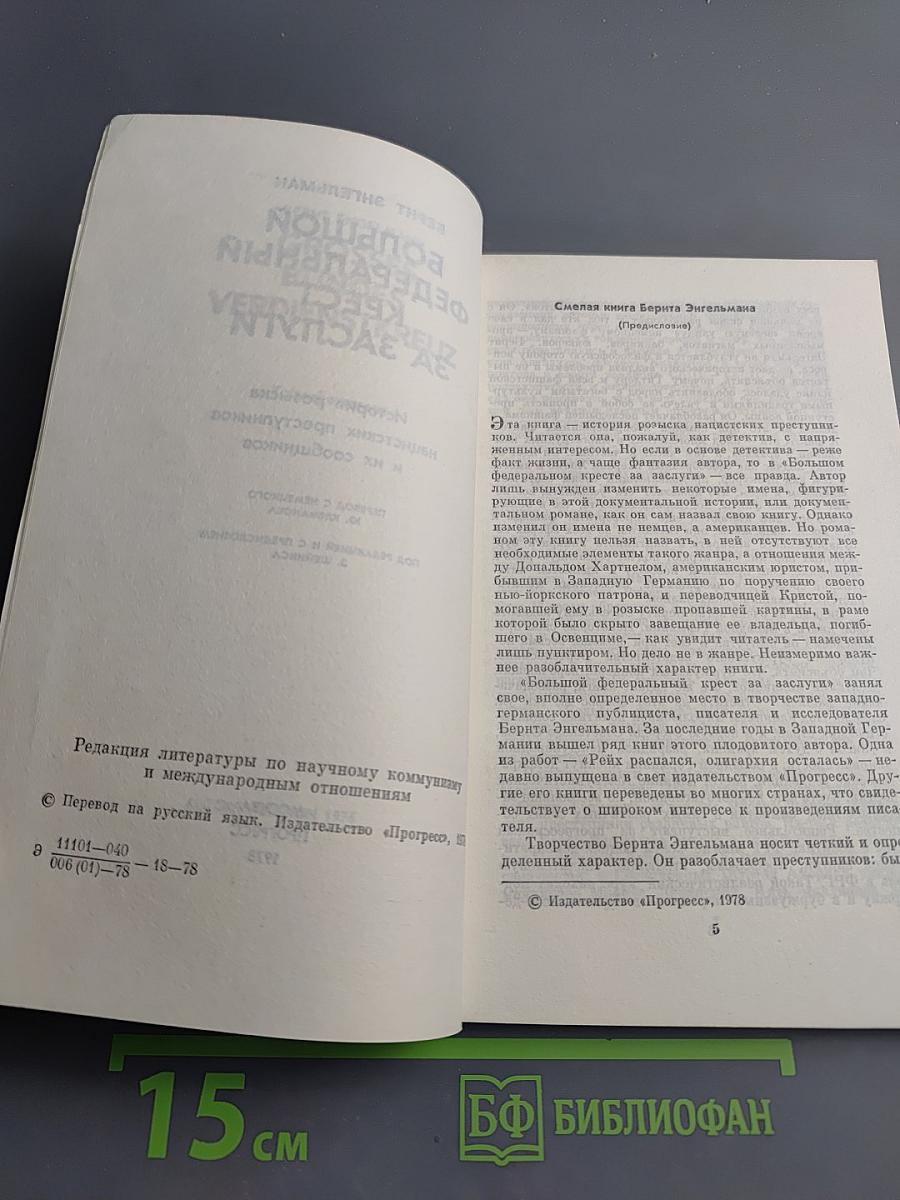 Редакция литературы по научному коммунизму
и международным отношениям
© Перевод на русский язык. Издательство «Прогресс», 1978
Э 11101—040
006 (01)—78 — 18—78
Смелая книга Бернта Энгельмана
(Предисловие)
Эта книга — история розыска нацистских преступни-
ков. Читается она, пожалуй, как детектив, с напря-
женным интересом. Но если в основе детектива — реже
факт жизни, а чаще фантазия автора, то в «Большом
федеральном кресте за заслуги» — все правда. Автор
лишь вынужден изменить некоторые имена, фигури-
рующие в этой документальной истории, или докумен-
тальном романе, как он сам назвал свою книгу. Однако
изменил он имена не немцев, а американцев. Но рома-
ном эту книгу нельзя назвать, в ней отсутствуют все
необходимые элементы такого жанра, а отношения меж-
ду Дональдом Хартнелом, американским юристом, при-
бывшим в Западную Германию по поручению своего
нью-йоркского патрона, и переводчицей Кристой, по-
могавшей ему в розыске пропавшей картины, в раме
которой было скрыто завещание ее владельца, погиб-
шего в Освенциме,— как увидит читатель — намечены
лишь пунктиром. Но дело не в жанре. Неизмеримо важ-
нее разоблачительный характер книги.
«Большой федеральный крест за заслуги» занял
свое, вполне определенное место в творчестве западно-
германского публициста, писателя и исследователя
Бернта Энгельмана. За последние годы в Западной Гер-
мании вышел ряд книг этого плодовитого автора. Одна
из работ — «Рейх распался, олигархия осталась» — не-
давно выпущена в свет издательством «Прогресс». Дру-
гие его книги переведены во многих странах, что свиде-
тельствует о широком интересе к произведениям писа-
теля.
Творчество Бернта Энгельмана носит четкий и опре
деленный характер. Он разоблачает преступников: бы
© Издательство «Прогресс», 1978
5
15 см
БФ БИБЛИОФАН